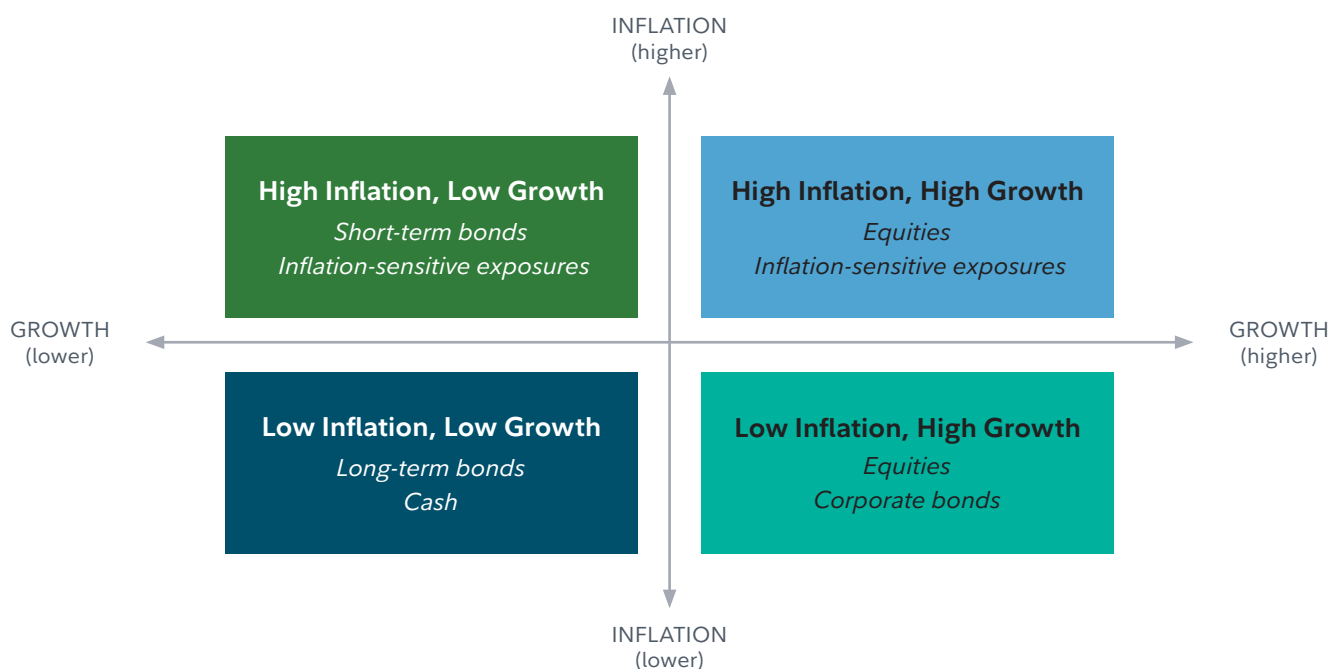 INFLATION
(higher)
High Inflation, Low Growth
Short-term bonds
Inflation-sensitive exposures
High Inflation, High Growth
Equities
Inflation-sensitive exposures
GROWTH
(lower)
GROWTH
(higher)
Low Inflation, Low Growth
Long-term bonds
Cash
Low Inflation, High Growth
Equities
Corporate bonds
INFLATION
(lower)